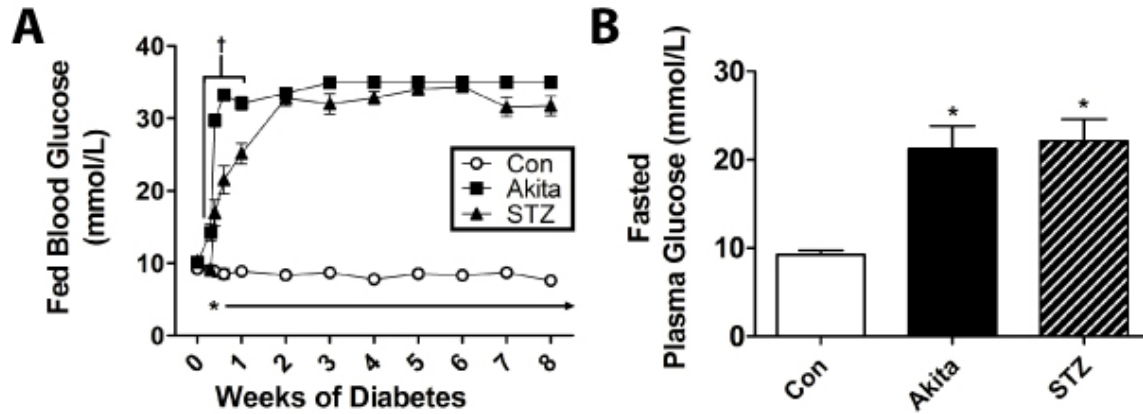 A
Fed Blood Glucose
(mmol/L)
†
40
30
20
10
0
*
Con
Akita
STZ
0 1 2 3 4 5 6 7 8
Weeks of Diabetes
B
Fasted
Plasma Glucose (mmol/L)
30
20
10
0
*
*
Con
Akita
STZ